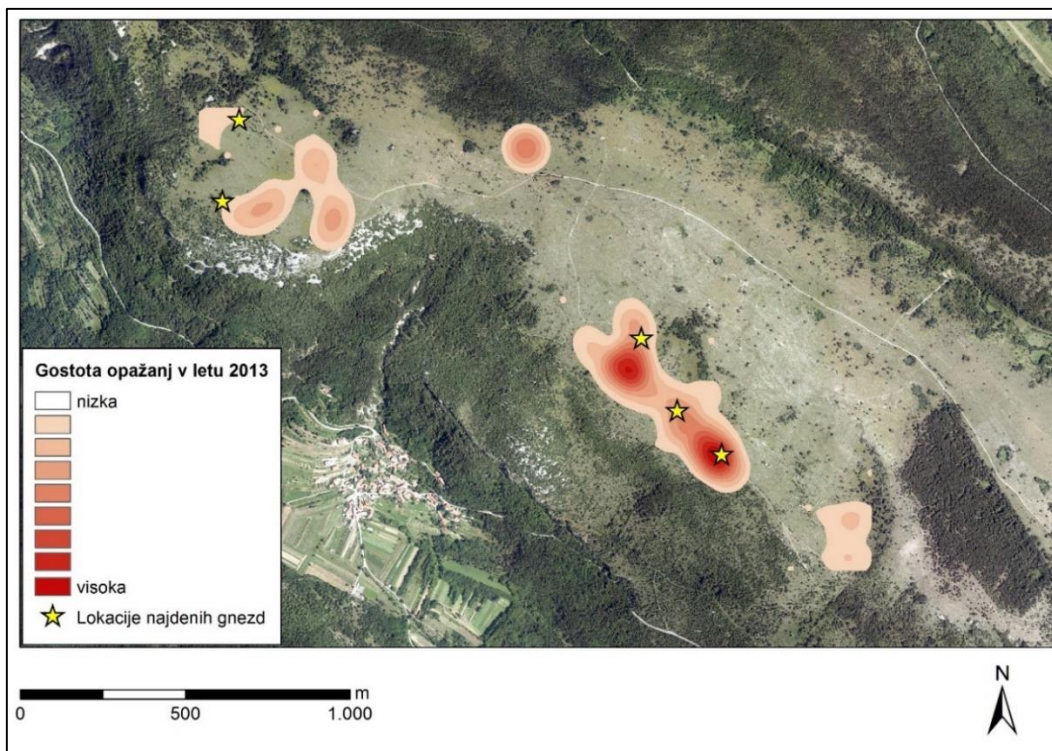 Gostota opažanj v letu 2013
nizka
visoka
Lokacije najdenih gnezd
m
0 500 1.000
N